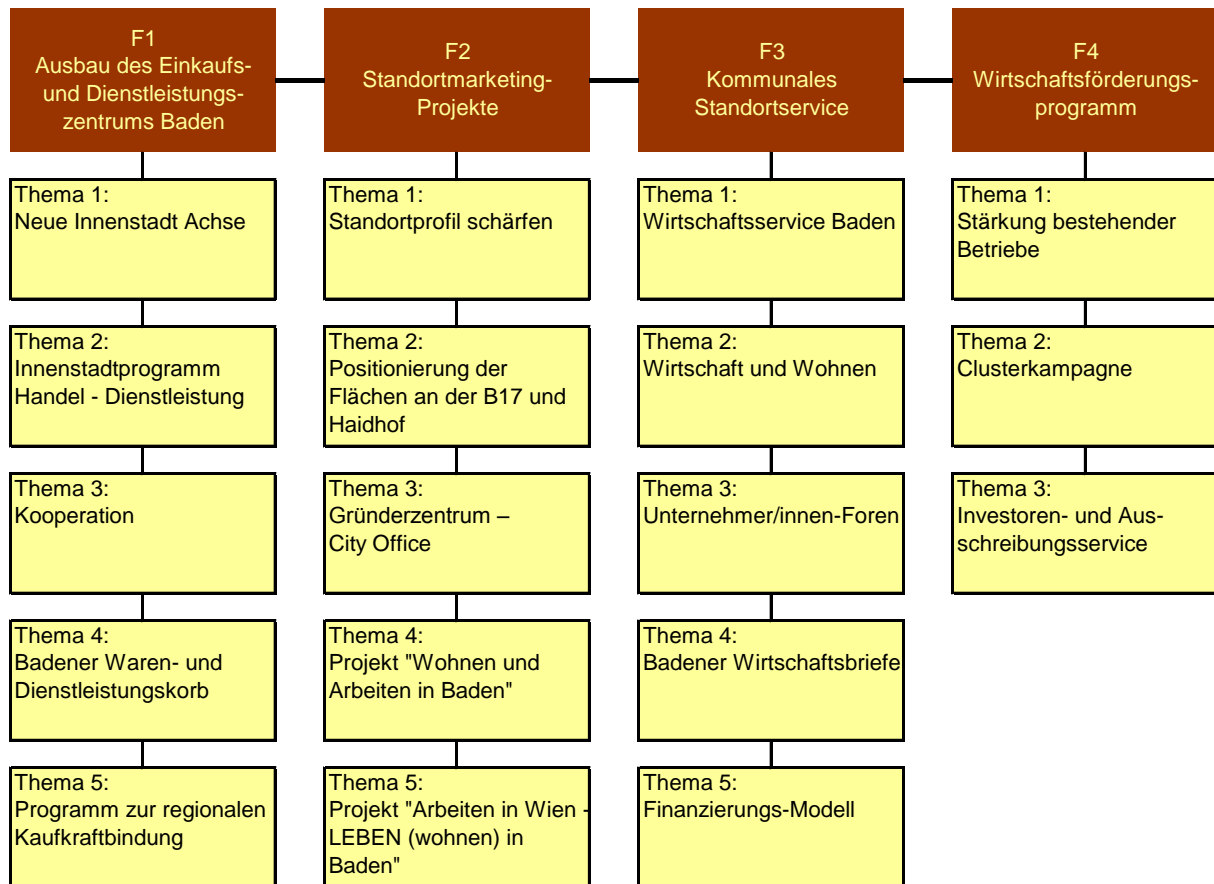 F1
Ausbau des Einkaufs-
und Dienstleistungs-
zentrums Baden
F2
Standortmarketing-
Projekte
F3
Kommunales
Standortservice
F4
Wirtschaftsförderungs-
programm
Thema 1:
Neue Innenstadt Achse
Thema 2:
Innenstadtprogramm
Handel - Dienstleistung
Thema 3:
Kooperation
Thema 4:
Badener Waren- und
Dienstleistungskorb
Thema 5:
Programm zur regionalen
Kaufkraftbindung
Thema 1:
Standortprofil schärfen
Thema 2:
Positionierung der
Flächen an der B17 und
Haidhof
Thema 3:
Gründerzentrum –
City Office
Thema 4:
Projekt "Wohnen und
Arbeiten in Baden"
Thema 5:
Projekt "Arbeiten in Wien -
LEBEN (wohnen) in
Baden"
Thema 1:
Wirtschaftsservice Baden
Thema 2:
Wirtschaft und Wohnen
Thema 3:
Unternehmer/innen-Foren
Thema 4:
Badener Wirtschaftsbriefe
Thema 5:
Finanzierungs-Modell
Thema 1:
Stärkung bestehender
Betriebe
Thema 2:
Clusterkampagne
Thema 3:
Investoren- und Aus-
schreibungsservice